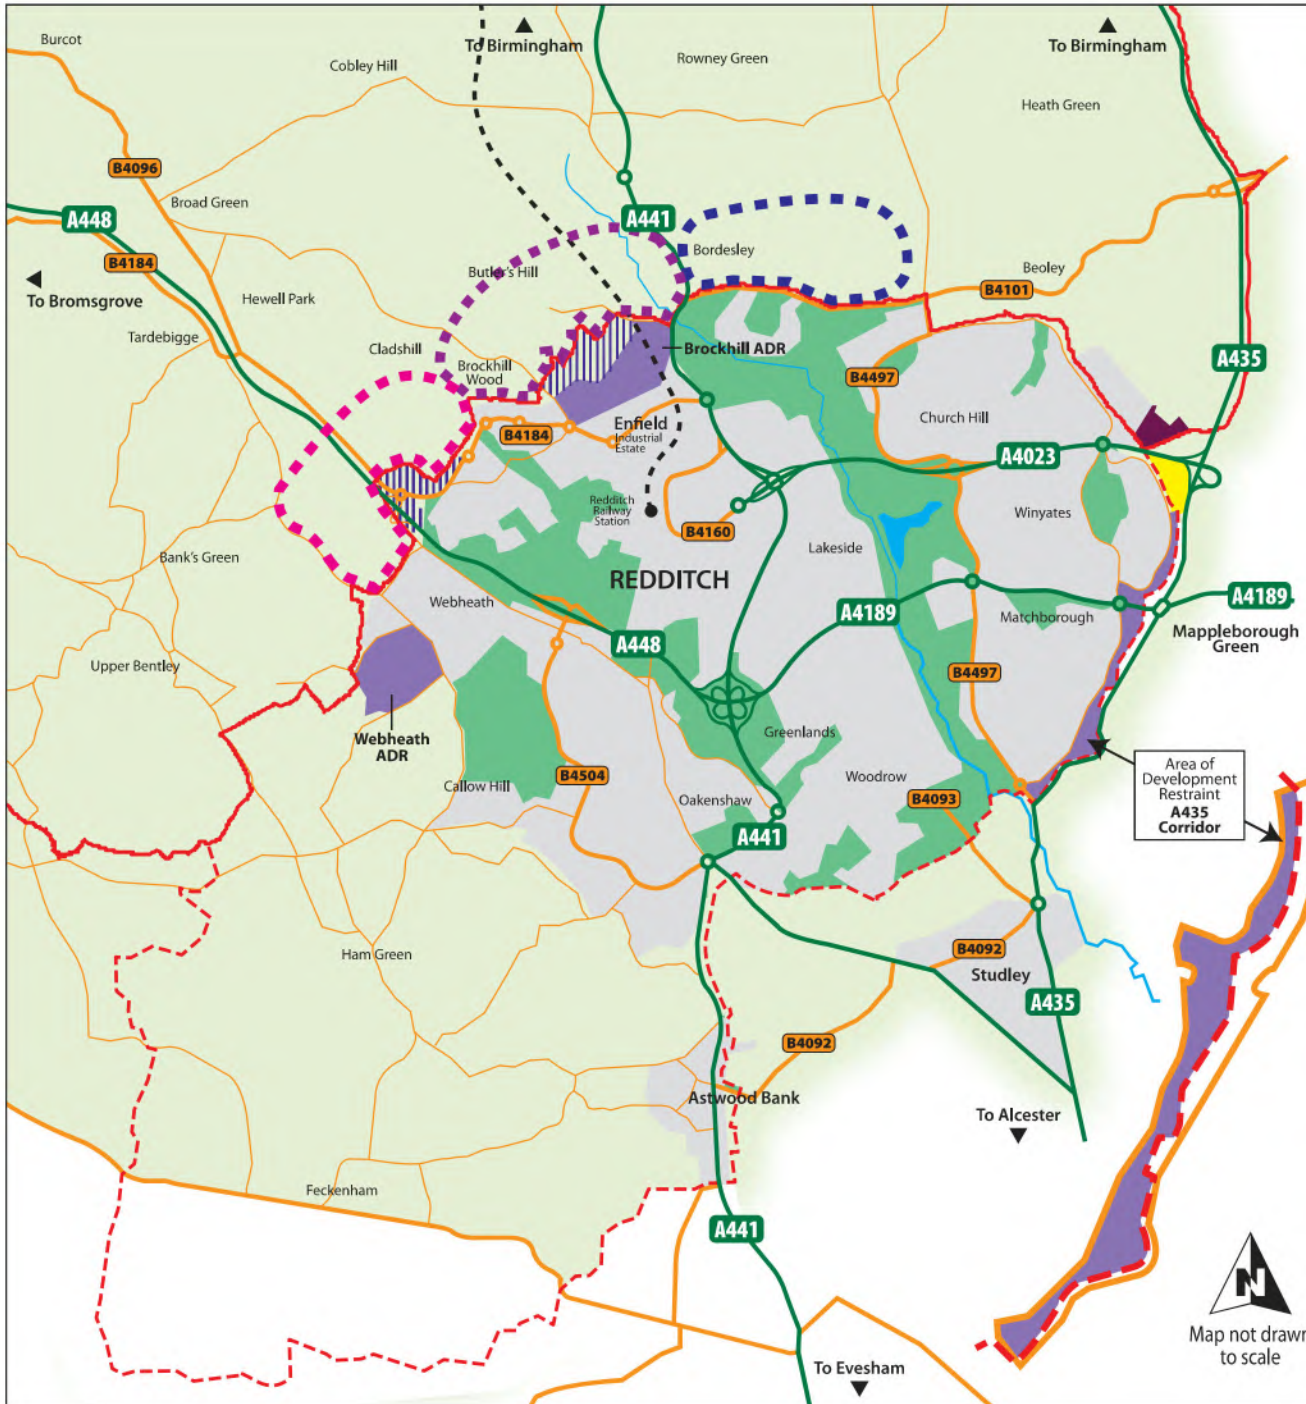 Burcot
To Birmingham
To Birmingham
Cobley Hill
Rowney Green
Heath Green
B4096
Broad Green
A448
A441
B4184
Bordesley
Butler's Hill
Beoley
To Bromsgrove
Hewell Park
B4101
Tardebigge
Cladshill
Brockhill ADR
A435
Brockhill
Wood
B4497
Church Hill
Enfield
Industrial
Estate
B4184
A4023
Redditch
Railway
Station
Winyates
B4160
Lakeside
Bank's Green
REDDITCH
Webheath
A4189
A4189
Matchborough
Mappleborough
Green
A448
Upper Bentley
B4497
Webheath
ADR
Greenlands
Area of
Development
Restraint
A435
Corridor
B4504
Woodrow
Callow Hill
Oakenshaw
B4093
A441
Ham Green
B4092
Studley
A435
B4092
Astwood Bank
To Alcester
Feckenham
A441
N
Map not drawn
to scale
To Evesham